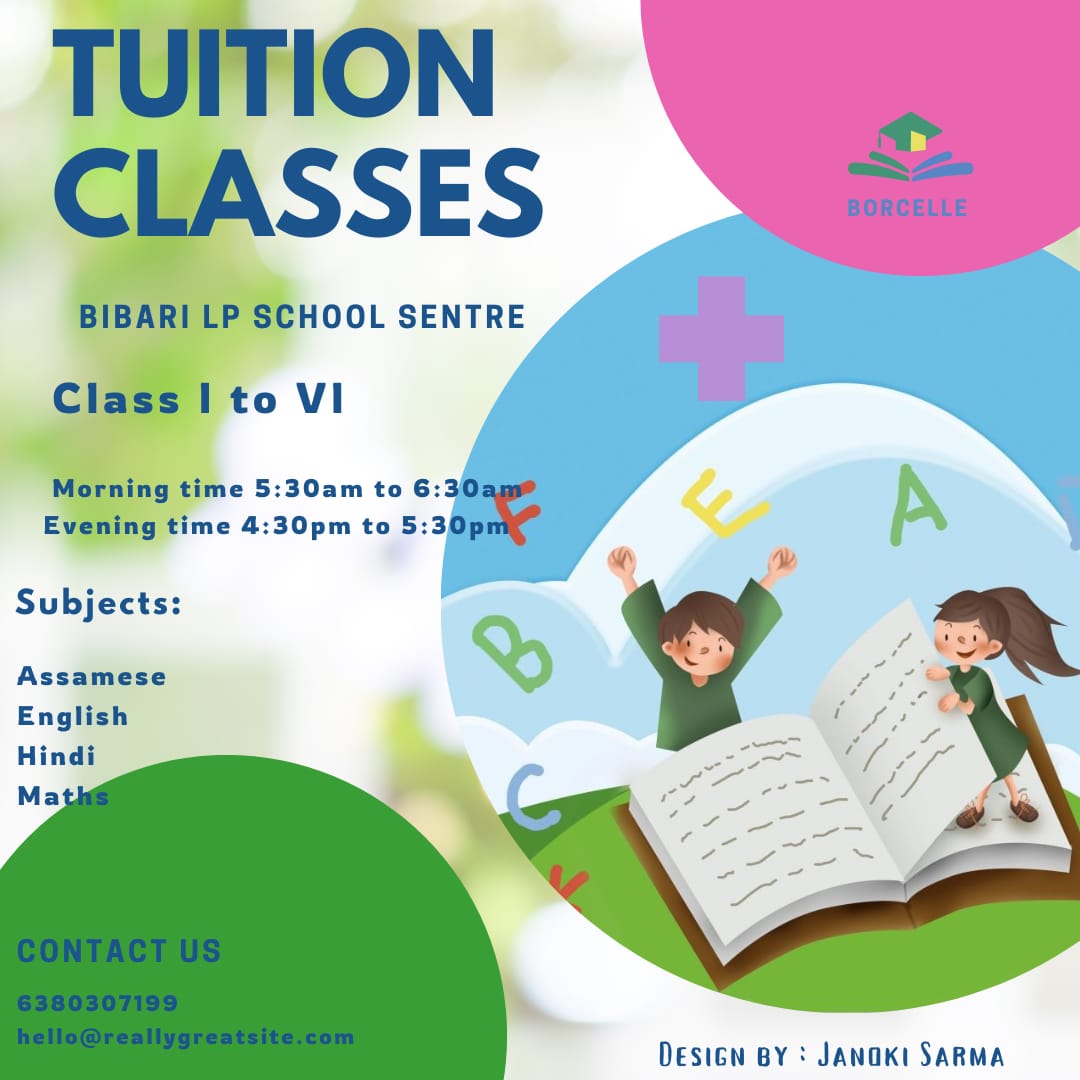 TUITION
CLASSES
BORCELLE
BIBARI LP SCHOOL SENTRE
Class I to VI
Morning time 5:30am to 6:30am
Evening time 4:30pm to 5:30pm
Subjects:
Assamese
English
Hindi
Maths
F
E
A
B
C
K
CONTACT US
6380307199
hello@reallygreatsite.com
DESIGN BY : JANOKI SARMA